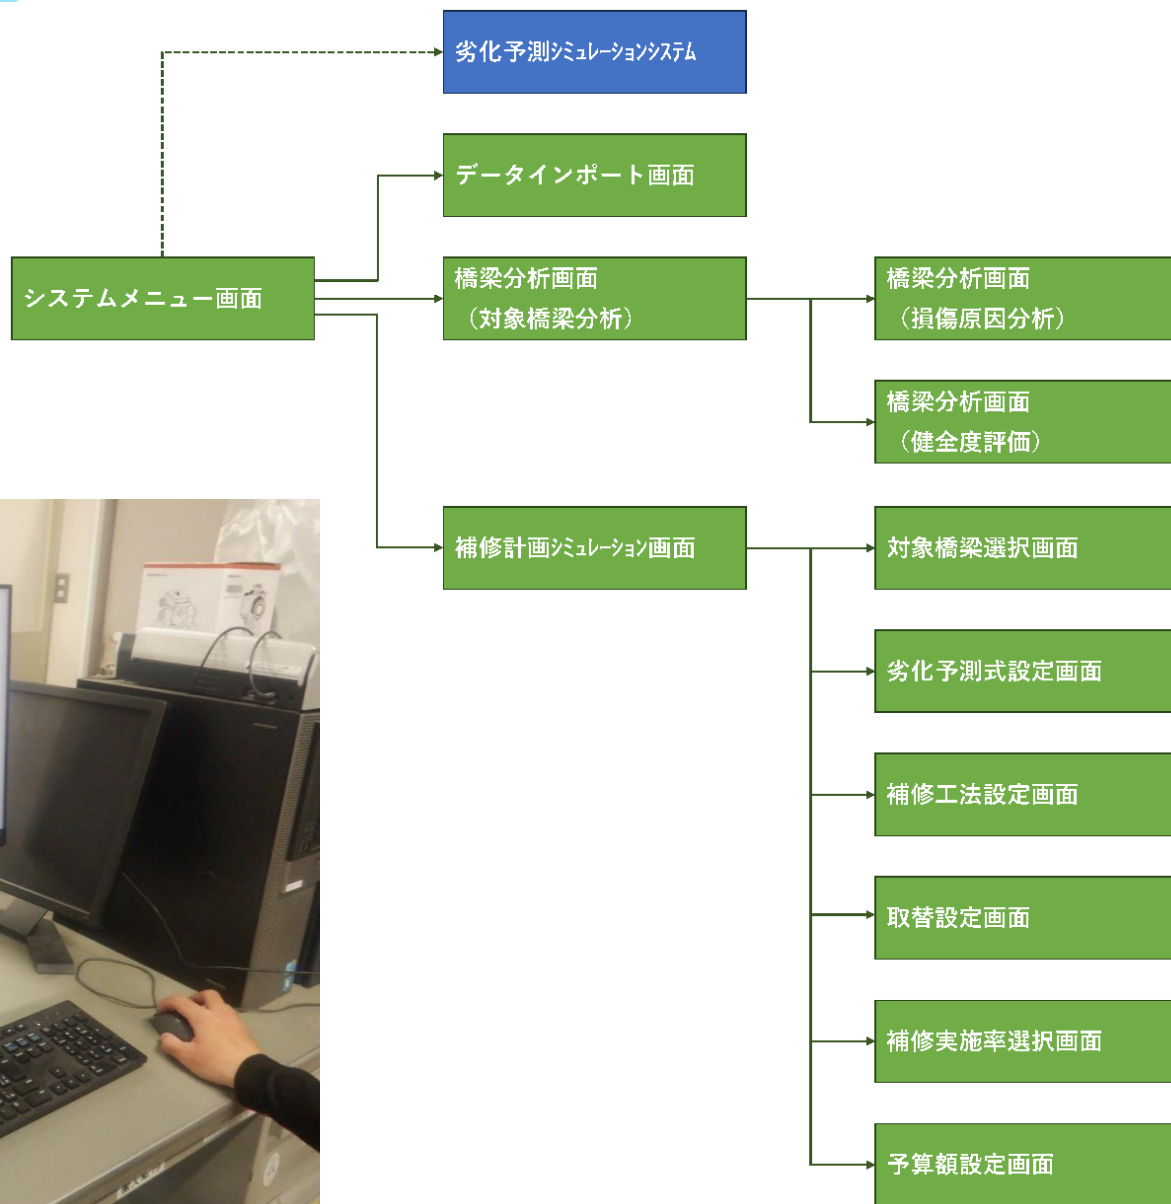 劣化予測ｼﾐｭﾚｰｼｮﾝｼｽﾃﾑ
データインポート画面
システムメニュー画面
橋梁分析画面
（対象橋梁分析）
橋梁分析画面
（損傷原因分析）
橋梁分析画面
（健全度評価）
補修計画ｼﾐｭﾚｰｼｮﾝ画面
対象橋梁選択画面
劣化予測式設定画面
補修工法設定画面
取替設定画面
補修実施率選択画面
予算額設定画面